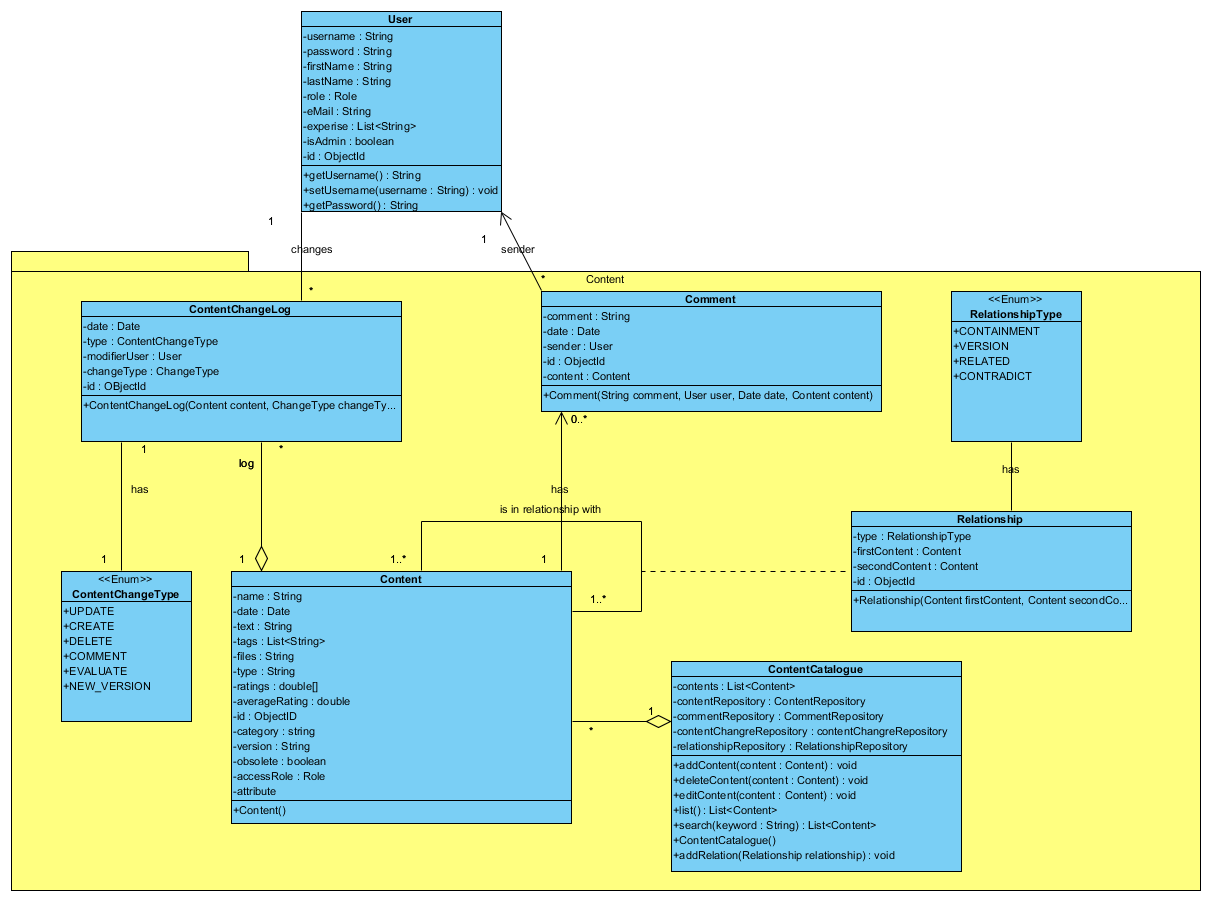 User
-username : String
-password : String
-firstName : String
-lastName : String
-role : Role
-eMail : String
-experise : List<String>
-isAdmin : boolean
-id : ObjectId
+getUsername() : String
+setUsername(username : String) : void
+getPassword() : String
1
changes
*
1
sender
*
Content
ContentChangeLog
-date : Date
-type : ContentChangeType
-modifierUser : User
-changeType : ChangeType
-id : OBjectId
+ContentChangeLog(Content content, ChangeType changeTy...
Comment
-comment : String
-date : Date
-sender : User
-id : ObjectId
-content : Content
+Comment(String comment, User user, Date date, Content content)
<<Enum>>
RelationshipType
+CONTAINMENT
+VERSION
+RELATED
+CONTRADICT
1
has
1
*
log
1
0..*
has
1
is in relationship with
1..*
1..*
has
Relationship
-type : RelationshipType
-firstContent : Content
-secondContent : Content
-id : ObjectId
+Relationship(Content firstContent, Content secondCo...
<<Enum>>
ContentChangeType
+UPDATE
+CREATE
+DELETE
+COMMENT
+EVALUATE
+NEW_VERSION
Content
-name : String
-date : Date
-text : String
-tags : List<String>
-files : String
-type : String
-ratings : double[]
-averageRating : double
-id : ObjectID
-category : string
-version : String
-obsolete : boolean
-accessRole : Role
-attribute
+Content()
1
*
ContentCatalogue
-contents : List<Content>
-contentRepository : ContentRepository
-commentRepository : CommentRepository
-contentChangreRepository : contentChangreRepository
-relationshipRepository : RelationshipRepository
+addContent(content : Content) : void
+deleteContent(content : Content) : void
+editContent(content : Content) : void
+list() : List<Content>
+search(keyword : String) : List<Content>
+ContentCatalogue()
+addRelation(Relationship relationship) : void